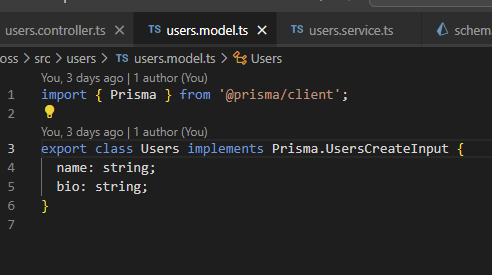 users.controller.ts
TS users.model.ts
TS users.service.ts
schem
oss > src > users > TS users.model.ts > Users
You, 3 days ago | 1 author (You)
1 import { Prisma } from '@prisma/client';
2
You, 3 days ago | 1 author (You)
3 export class Users implements Prisma.UsersCreateInput {
4 name: string;
5 bio: string;
6 }
7